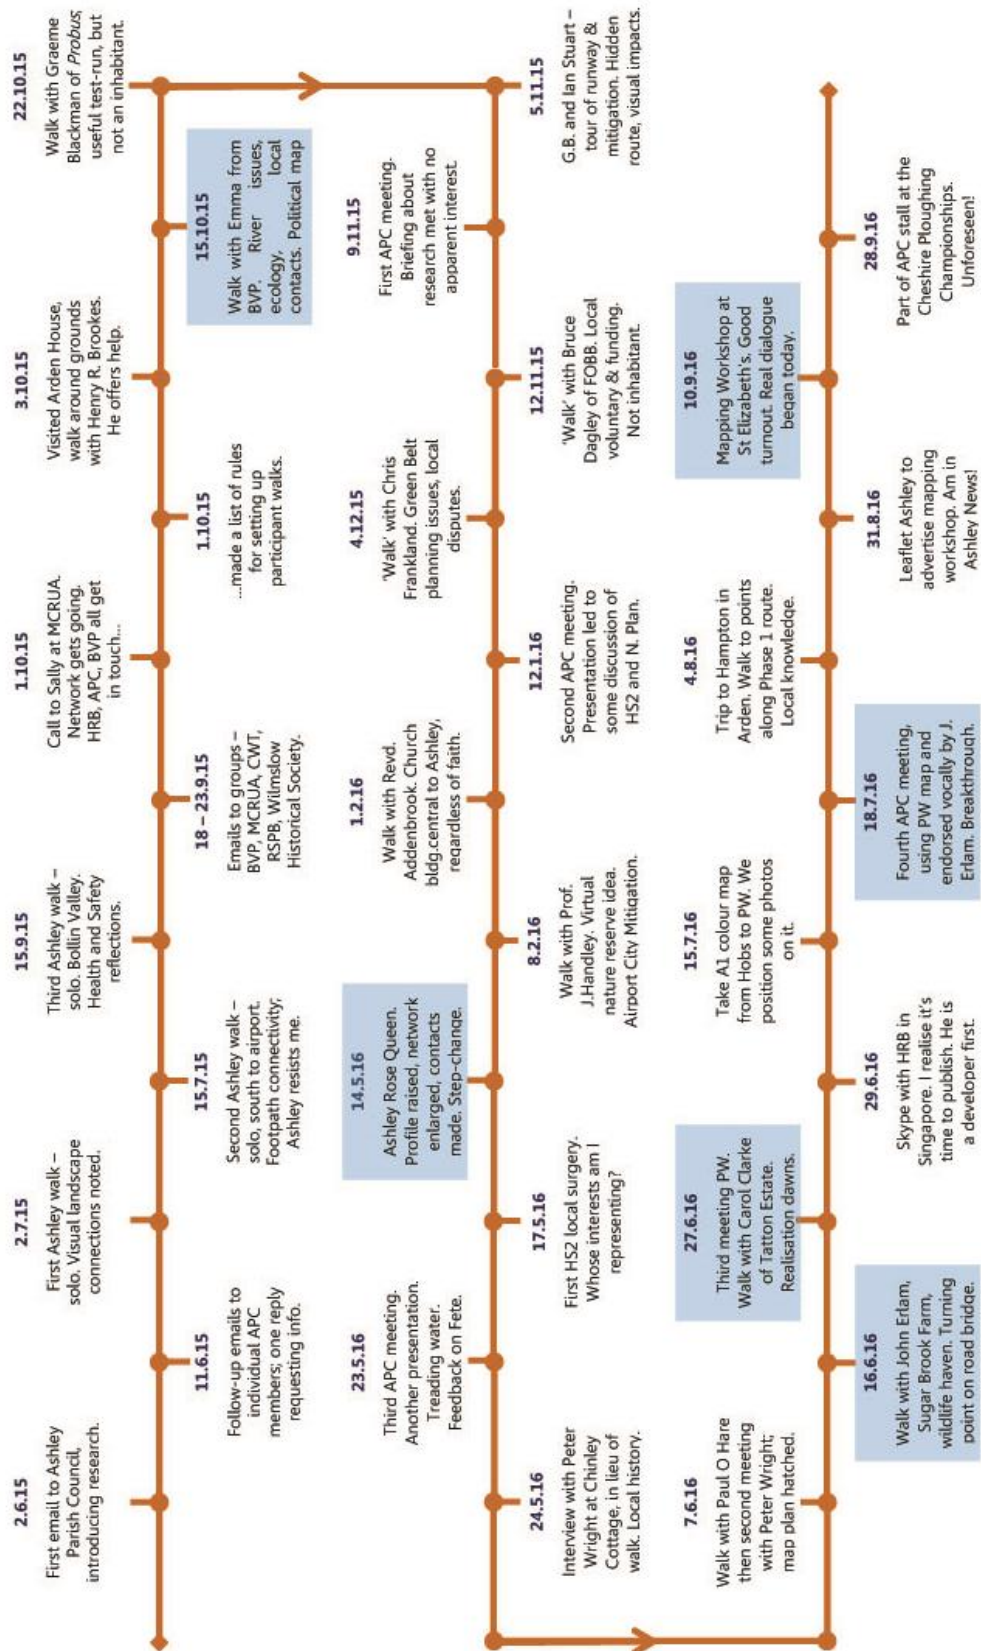 2.6.15
First email to Ashley
Parish Council,
introducing research.
11.6.15
Follow-up emails to
individual APC
members; one reply
requesting info.
2.7.15
First Ashley walk –
solo. Visual landscape
connections noted.
15.7.15
Second Ashley walk -
solo, south to airport.
Footpath connectivity;
Ashley resists me.
15.9.15
Third Ashley walk –
solo. Bollin Valley.
Health and Safety
reflections.
18 – 23.9.15
Emails to groups –
BVP, MCRUA, CWT,
RSPB, Wilmslow
Historical Society.
1.10.15
Call to Sally at MCRUA.
Network gets going.
HRB, APC, BVP all get
in touch...
1.10.15
...made a list of rules
for setting up
participant walks.
3.10.15
Visited Arden House,
walk around grounds
with Henry R. Brookes.
He offers help.
15.10.15
Walk with Emma from
BVP. River issues,
ecology, local
contacts. Political map
22.10.15
Walk with Graeme
Blackman of Probus;
useful test-run, but
not an inhabitant.
5.11.15
G.B. and Ian Stuart –
tour of runway &
mitigation. Hidden
route, visual impacts.
9.11.15
First APC meeting.
Briefing about
research met with no
apparent interest.
12.11.15
'Walk' with Bruce
Dagley of FOBB. Local
voluntary & funding.
Not inhabitant.
4.12.15
'Walk' with Chris
Frankland. Green Belt
planning issues, local
disputes.
12.1.16
Second APC meeting.
Presentation led to
some discussion of
HS2 and N. Plan.
1.2.16
Walk with Revd.
Addenbrook. Church
bldg.central to Ashley,
regardless of faith.
8.2.16
Walk with Prof.
J.Handley. Virtual
nature reserve idea.
Airport City Mitigation.
14.5.16
Ashley Rose Queen.
Profile raised, network
enlarged, contacts
made. Step-change.
17.5.16
First HS2 local surgery.
Whose interests am I
representing?
23.5.16
Third APC meeting.
Another presentation.
Treading water.
Feedback on Fete.
24.5.16
Interview with Peter
Wright at Chinley
Cottage, in lieu of
walk. Local history.
7.6.16
Walk with Paul O Hare
then second meeting
with Peter Wright;
map plan hatched.
16.6.16
Walk with John Erlam,
Sugar Brook Farm,
wildlife haven. Turning
point on road bridge.
27.6.16
Third meeting PW.
Walk with Carol Clarke
of Tatton Estate.
Realisation dawns.
29.6.16
Skype with HRB in
Singapore. I realise it's
time to publish. He is
a developer first.
15.7.16
Take A1 colour map
from Hobs to PW. We
position some photos
on it.
18.7.16
Fourth APC meeting,
using PW map and
endorsed vocally by J.
Erlam. Breakthrough.
4.8.16
Trip to Hampton in
Arden. Walk to points
along Phase 1 route.
Local knowledge.
31.8.16
Leaflet Ashley to
advertise mapping
workshop. Am in
Ashley News!
10.9.16
Mapping Workshop at
St Elizabeth's. Good
turnout. Real dialogue
began today.
28.9.16
Part of APC stall at the
Cheshire Ploughing
Championships.
Unforeseen!